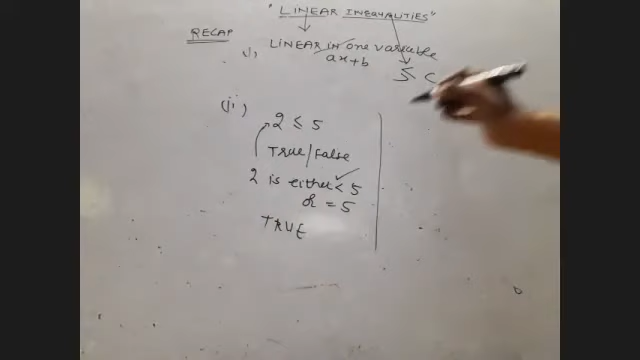 "LINEAR INEQUALITIES"
RECAP
i) LINEAR in one variable
ax+b
(ii)
2 ≤ 5
True/False
2 is either < 5
or = 5
TRUE